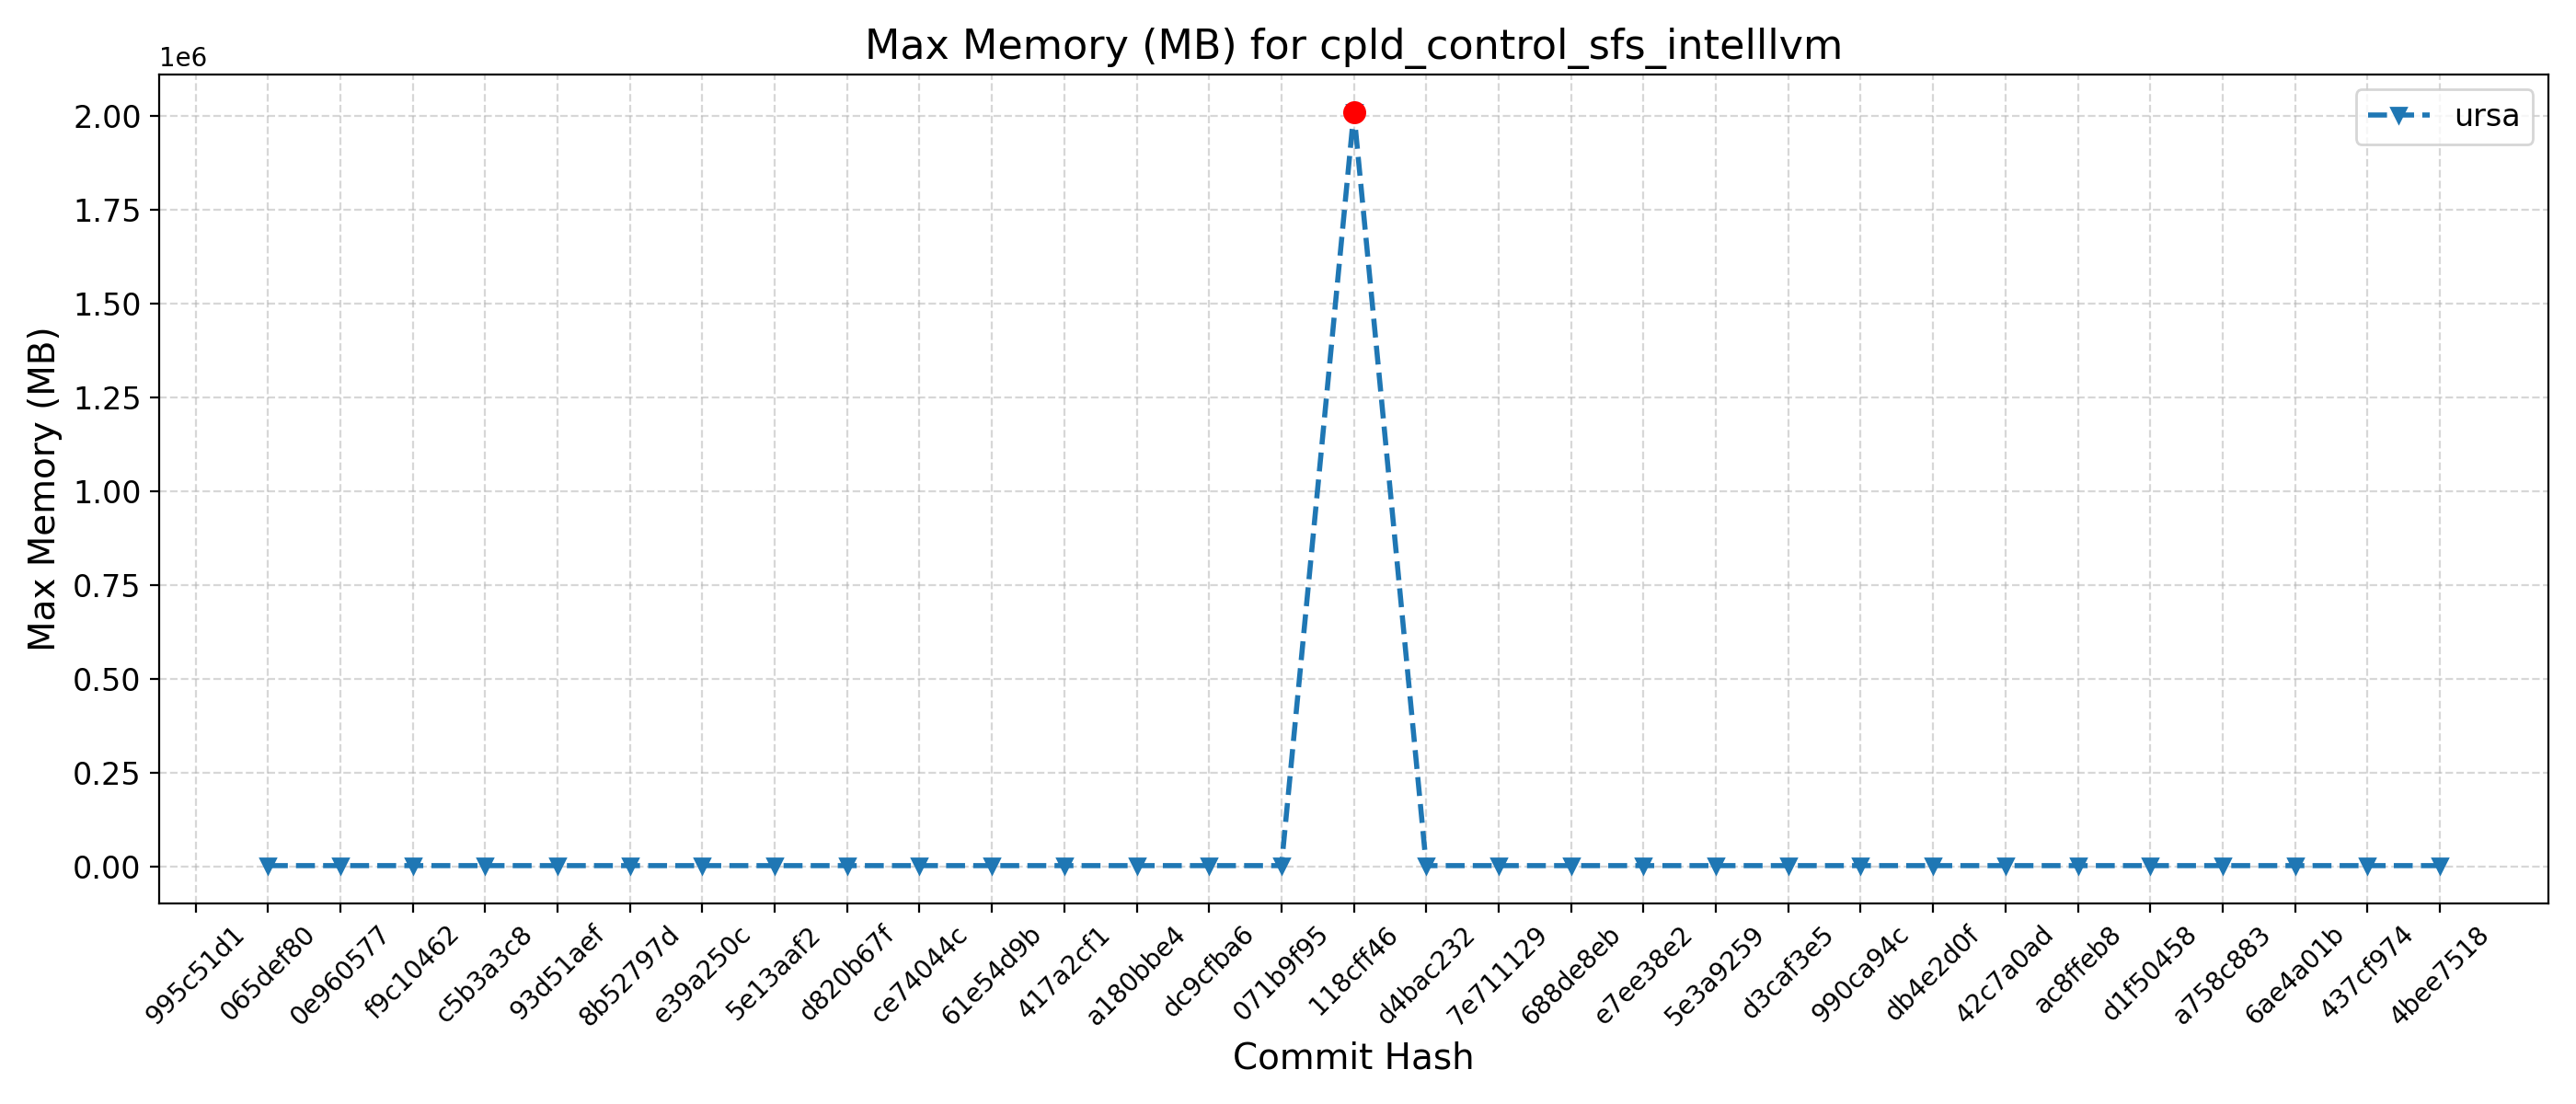 Max Memory (MB) for cpld_control_sfs_intelllvm
1e6
ursa
2.00
1.75
1.50
1.25
1.00
0.75
0.50
0.25
0.00
Max Memory (MB)
995c51d1
065def80
0e960577
f9c10462
c5b3a3c8
93d51aef
8b52797d
e39a250c
5e13aaf2
d820b67f
ce74044c
61e54d9b
417a2cf1
a180bbe4
dc9cfba6
071b9f95
118cff46
d4bac232
7e711129
688de8eb
e7ee38e2
5e3a9259
d3caf3e5
990ca94c
db4e2d0f
42c7a0ad
ac8ffeb8
d1f50458
a758c883
6ae4a01b
437cf974
4bee7518
Commit Hash